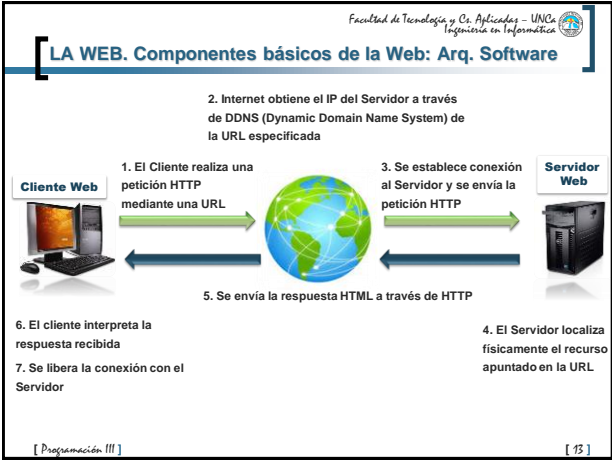 Facultad de Tecnología y Cs. Aplicadas – UNCa
Ingeniería en Informática
LA WEB. Componentes básicos de la Web: Arq. Software
2. Internet obtiene el IP del Servidor a través
de DDNS (Dynamic Domain Name System) de
la URL especificada
Cliente Web
1. El Cliente realiza una
petición HTTP
mediante una URL
3. Se establece conexión
al Servidor y se envía la
petición HTTP
Servidor
Web
5. Se envía la respuesta HTML a través de HTTP
6. El cliente interpreta la
respuesta recibida
7. Se libera la conexión con el
Servidor
4. El Servidor localiza
físicamente el recurso
apuntado en la URL
[ Programación III ]
[ 13 ]